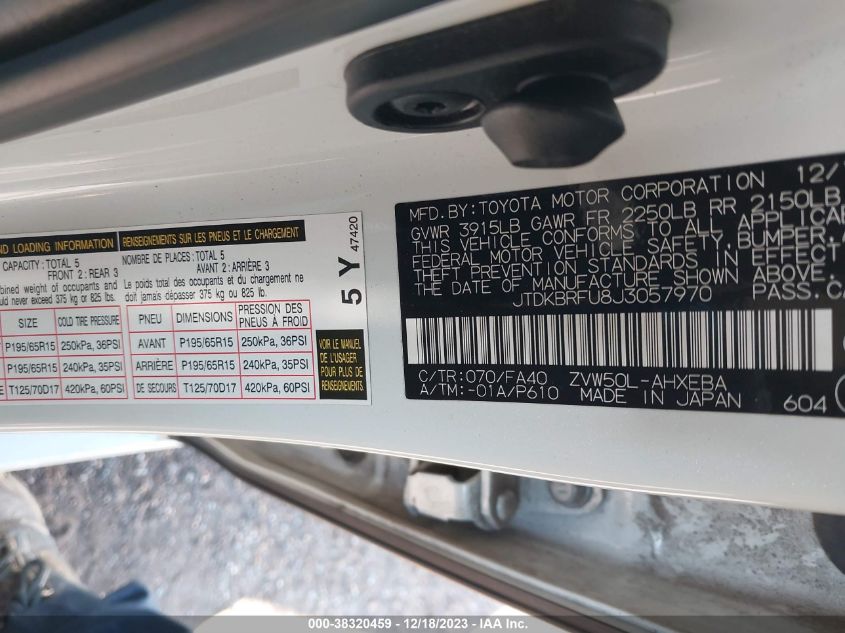 ND LOADING INFORMATION
CAPACITY: TOTAL 5
FRONT 2: REAR 3
bined weight of occupants and
ould never exceed 375 kg or 825 lb.
SIZE COLD TIRE PRESSURE
P195/65R15 250kPa, 36PSI
P195/65R15 240kPa, 35PSI
T125/70D17 420kPa, 60PSI
RENSEIGNEMENTS SUR LES PNEUS ET LE CHARGEMENT
NOMBRE DE PLACES: TOTAL 5
AVANT 2: ARRIÈRE 3
Le poids total des occupants et du chargement ne
doit jamais dépasser 375 kg ou 825 lb.
PNEU DIMENSIONS PRESSION DES PNEUS À FROID
AVANT P195/65R15 250kPa, 36PSI
ARRIÈRE P195/65R15 240kPa, 35PSI
DE SECOURS T125/70D17 420kPa, 60PSI
5 Y 47420
VOIR LE MANUEL
DE L'USAGER
POUR PLUS DE
RENSEIGNEMENTS
MFD. BY: TOYOTA MOTOR CORPORATION 12/
GVWR 3915LB GAWR FR 2250LB RR 2150LB
THIS VEHICLE CONFORMS TO ALL APPLICAB
FEDERAL MOTOR VEHICLE SAFETY, BUMPER, A
THEFT PREVENTION STANDARDS IN EFFECT ON
THE DATE OF MANUFACTURE SHOWN ABOVE.
JTDKBRFU8J3057970 PASS. CA
C/TR: 070/FA40 ZVW50L-AHXEBA
A/TM: -01A/P610 MADE IN JAPAN 604
000-38320459 - 12/18/2023 - IAA Inc.